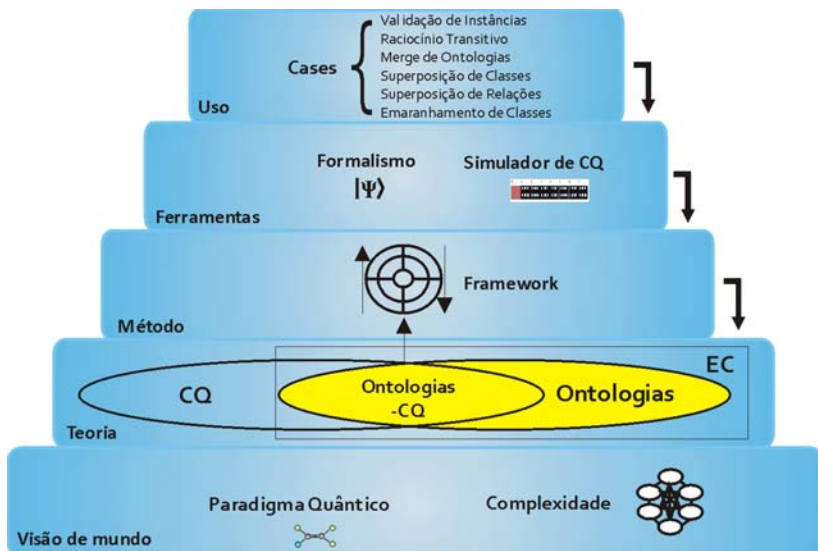 Validação de Instâncias
Raciocínio Transitivo
Merge de Ontologias
Superposição de Classes
Superposição de Relações
Emaranhamento de Classes
Cases
Uso
Formalismo
|Ψ⟩
Simulador de CQ
Ferramentas
Framework
Método
EC
CQ
Ontologias
-CQ
Ontologias
Teoria
Paradigma Quântico
Complexidade
Visão de mundo